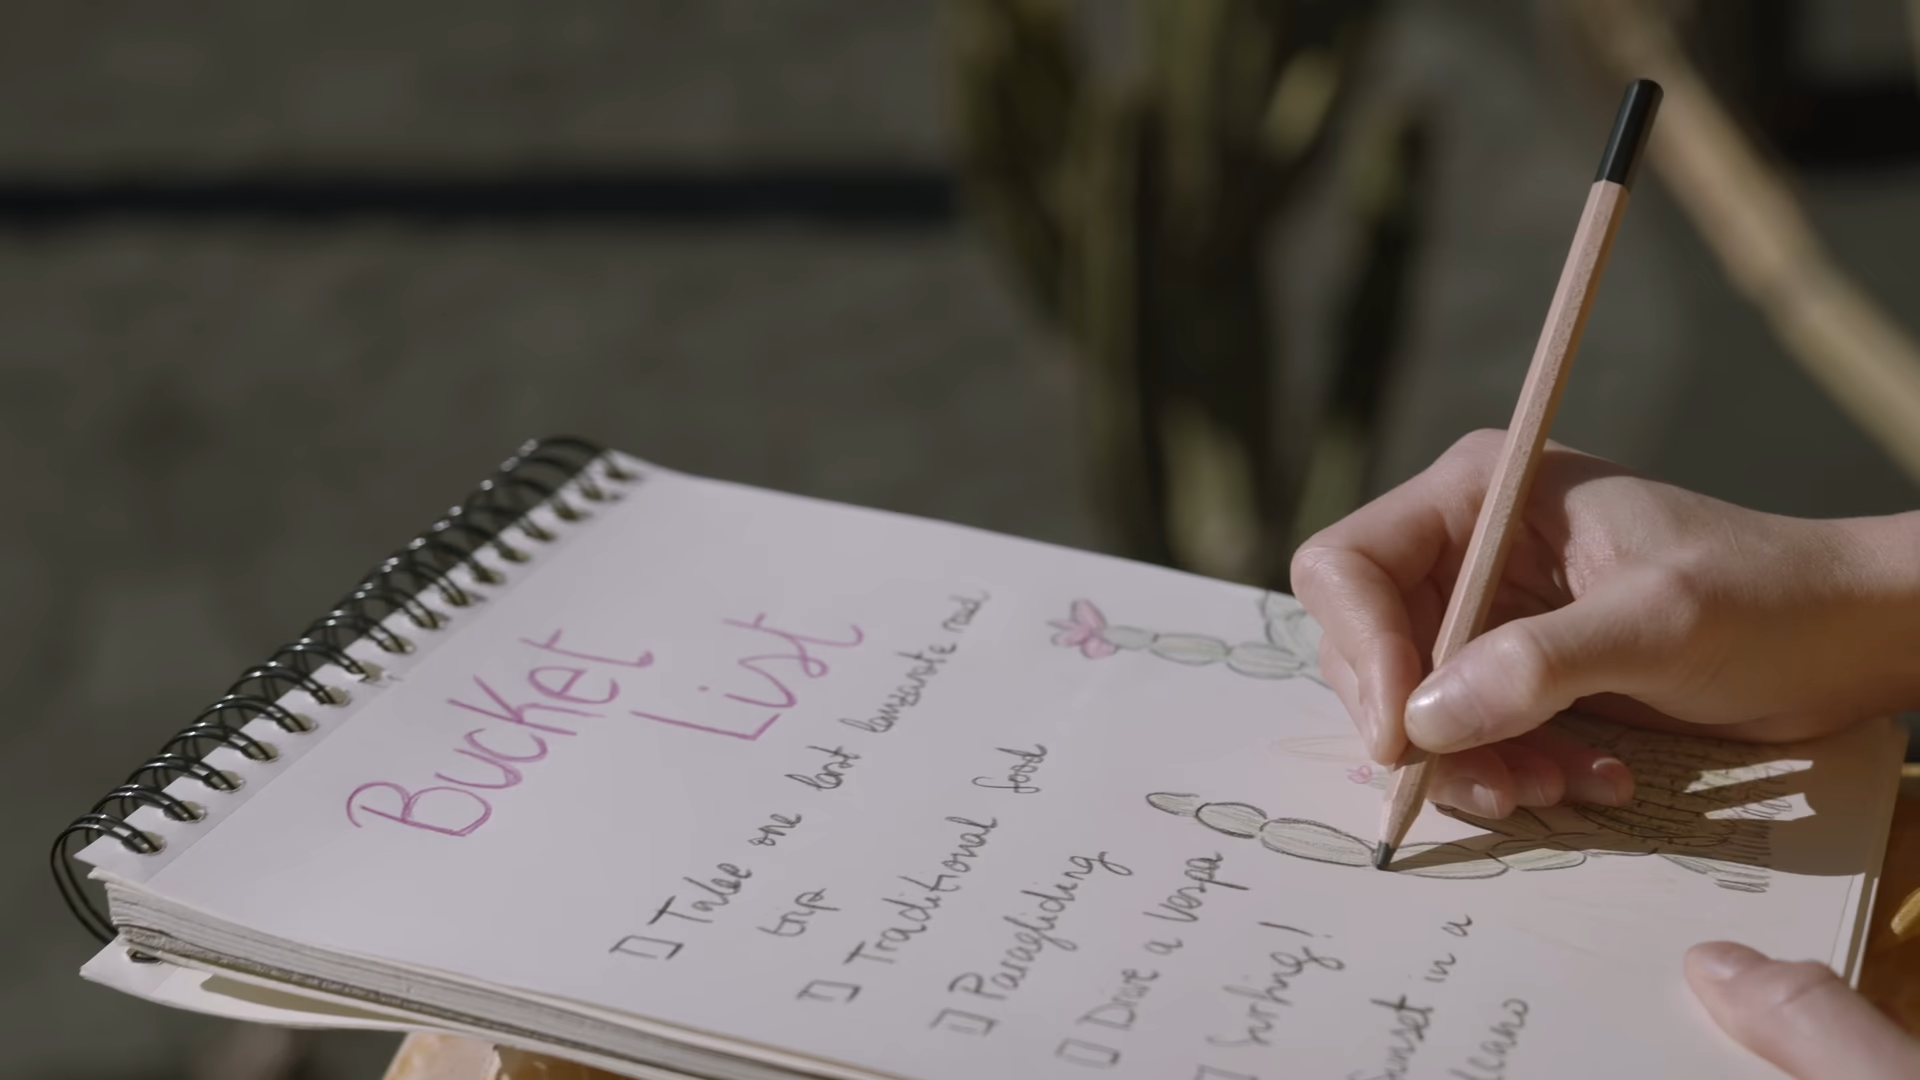 Bucket
List
Take one last lanzarote road
trip
Traditional food
Paragliding
Drive a Vespa
Surfing!
Sunset in a